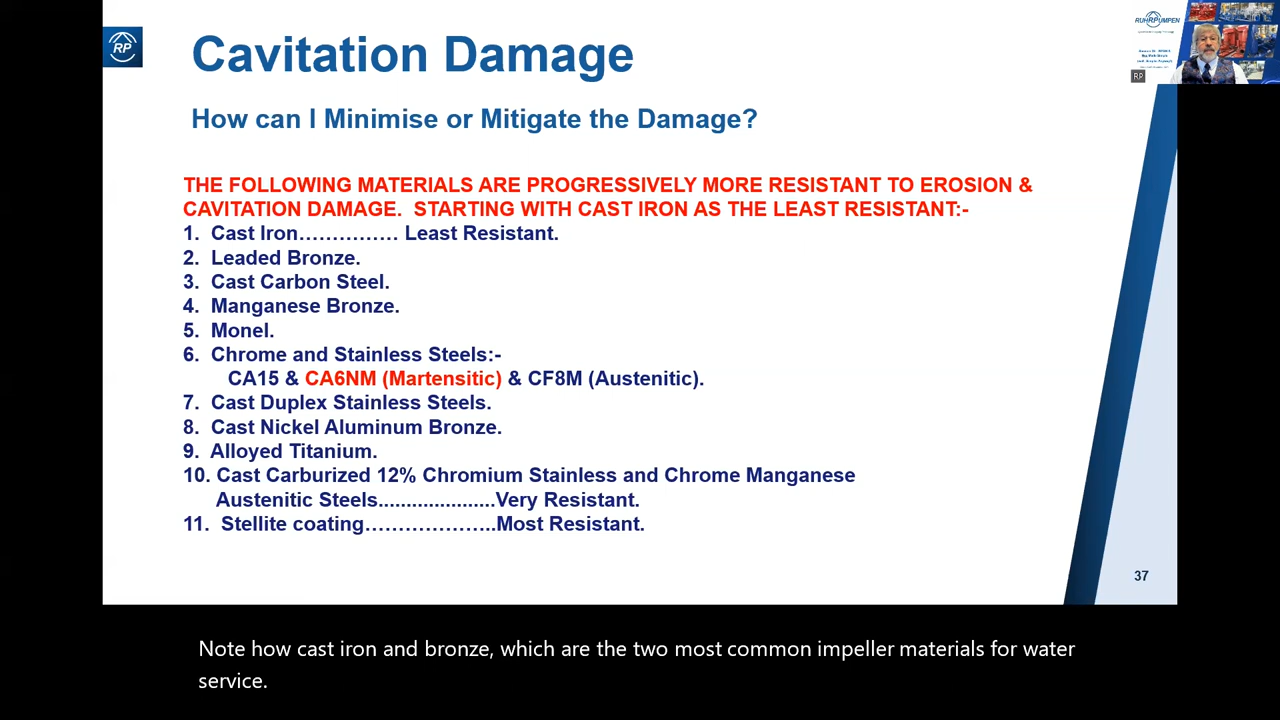 RP
Cavitation Damage
RUHRPUMPEN
How can I Minimise or Mitigate the Damage?
THE FOLLOWING MATERIALS ARE PROGRESSIVELY MORE RESISTANT TO EROSION &
CAVITATION DAMAGE.  STARTING WITH CAST IRON AS THE LEAST RESISTANT:-
1.  Cast Iron…………… Least Resistant.
2.  Leaded Bronze.
3.  Cast Carbon Steel.
4.  Manganese Bronze.
5.  Monel.
6.  Chrome and Stainless Steels:-
CA15 & CA6NM (Martensitic) & CF8M (Austenitic).
7.  Cast Duplex Stainless Steels.
8.  Cast Nickel Aluminum Bronze.
9.  Alloyed Titanium.
10. Cast Carburized 12% Chromium Stainless and Chrome Manganese
Austenitic Steels.....................Very Resistant.
11.  Stellite coating………………..Most Resistant.
37
RP
Note how cast iron and bronze, which are the two most common impeller materials for water
service.